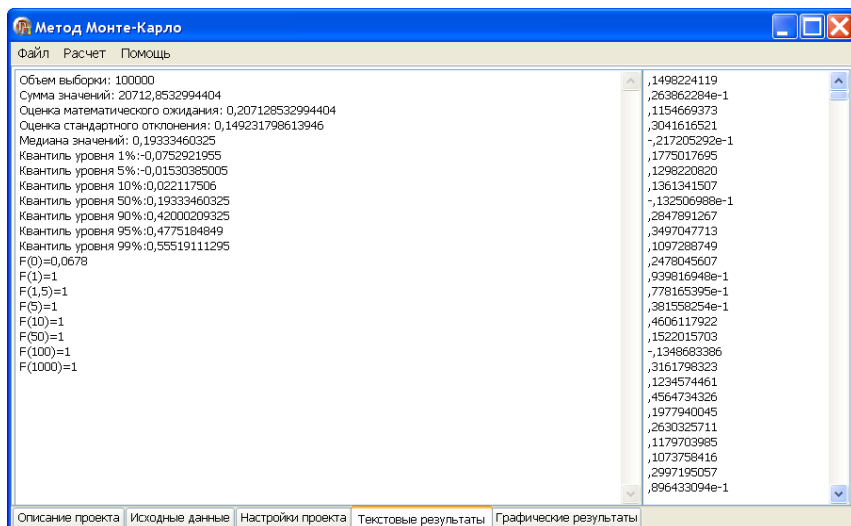 Метод Монте-Карло
Файл Расчет Помощь
Объем выборки: 100000
Сумма значений: 20712,8532994404
Оценка математического ожидания: 0,207128532994404
Оценка стандартного отклонения: 0,149231798613946
Медиана значений: 0,19333460325
Квантиль уровня 1%:-0,0752921955
Квантиль уровня 5%:-0,01530385005
Квантиль уровня 10%:0,022117506
Квантиль уровня 50%:0,19333460325
Квантиль уровня 90%:0,42000209325
Квантиль уровня 95%:0,4775184849
Квантиль уровня 99%:0,55519111295
F(0)=0,0678
F(1)=1
F(1,5)=1
F(5)=1
F(10)=1
F(50)=1
F(100)=1
F(1000)=1
,1498224119
,263862284e-1
,1154669373
,3041616521
-,217205292e-1
,1775017695
,1298220820
,1361341507
-,132506988e-1
,2847891267
,3497047713
,1097288749
,2478045607
,939816948e-1
,778165395e-1
,381558254e-1
,4606117922
,1522015703
-,1348683386
,3161798323
,1234574461
,4564734326
,1977940045
,2630325711
,1179703985
,1073758416
,2997195057
,896433094e-1
Описание проекта Исходные данные Настройки проекта Текстовые результаты Графические результаты